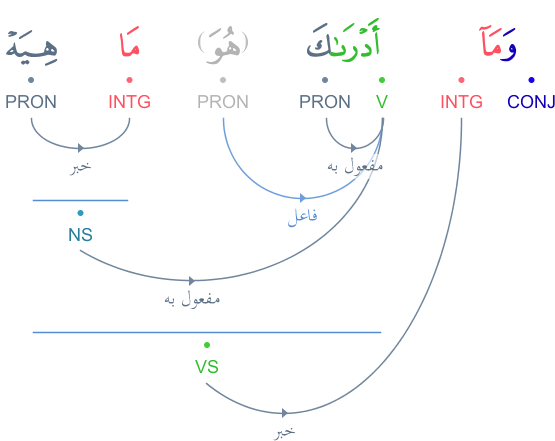 وَمَآ أَدْرَىٰكَ (هُوَ) مَا هِيَهْ
CONJ INTG V PRON PRON INTG PRON
مفعول به خبر
فاعل
NS
مفعول به
VS
خبر